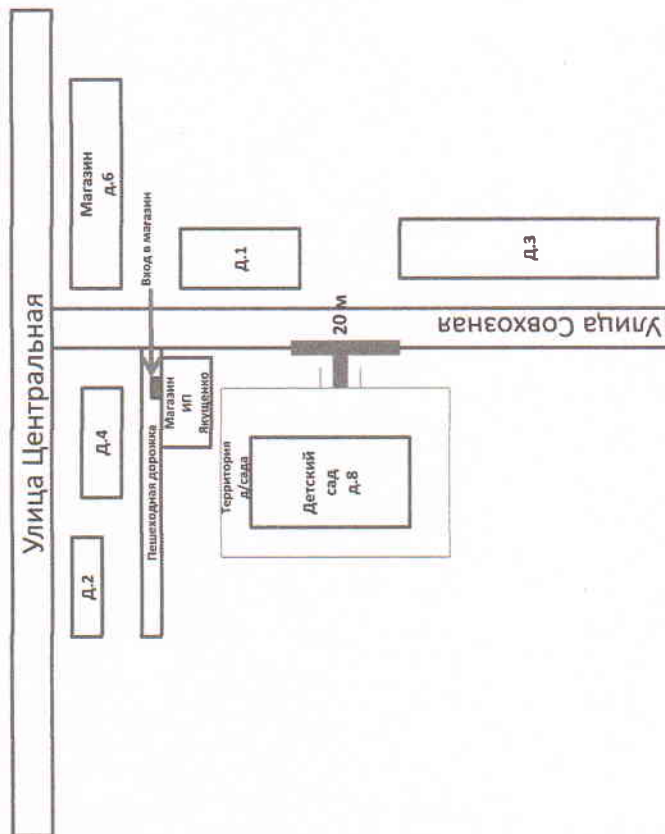 Улица Центральная
Магазин
д.6
Вход в магазин
Д.1
Д.3
20 м
Улица Совхозная
Д.4
Д.2
Пешеходная дорожка
Магазин
ИП
Якущенко
Территория
д/сада
Детский
сад
д.8